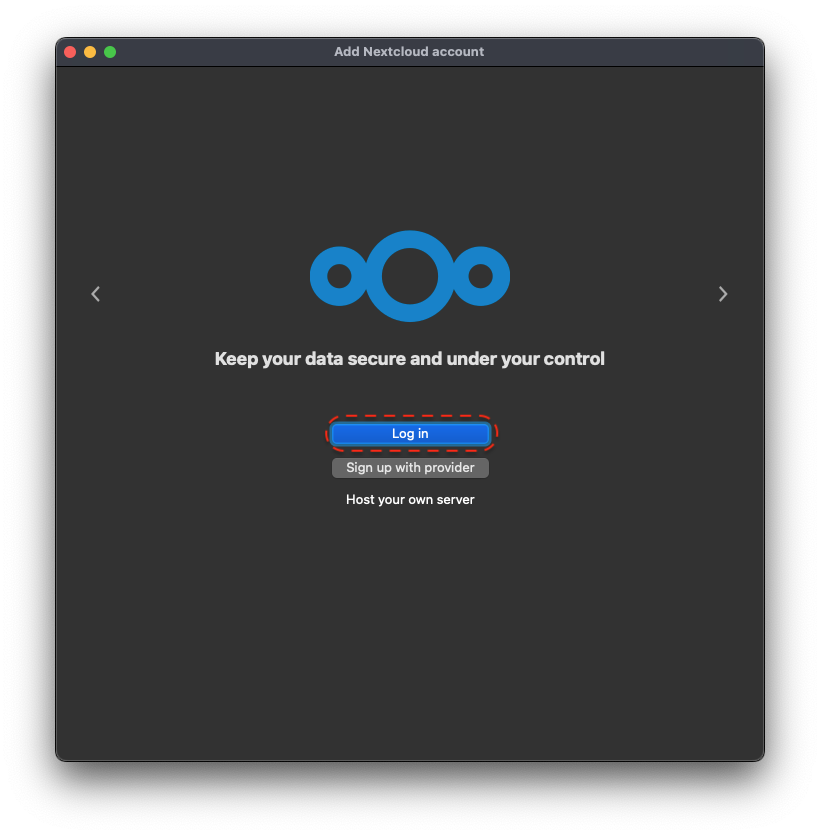 Add Nextcloud account
Keep your data secure and under your control
Log in
Sign up with provider
Host your own server